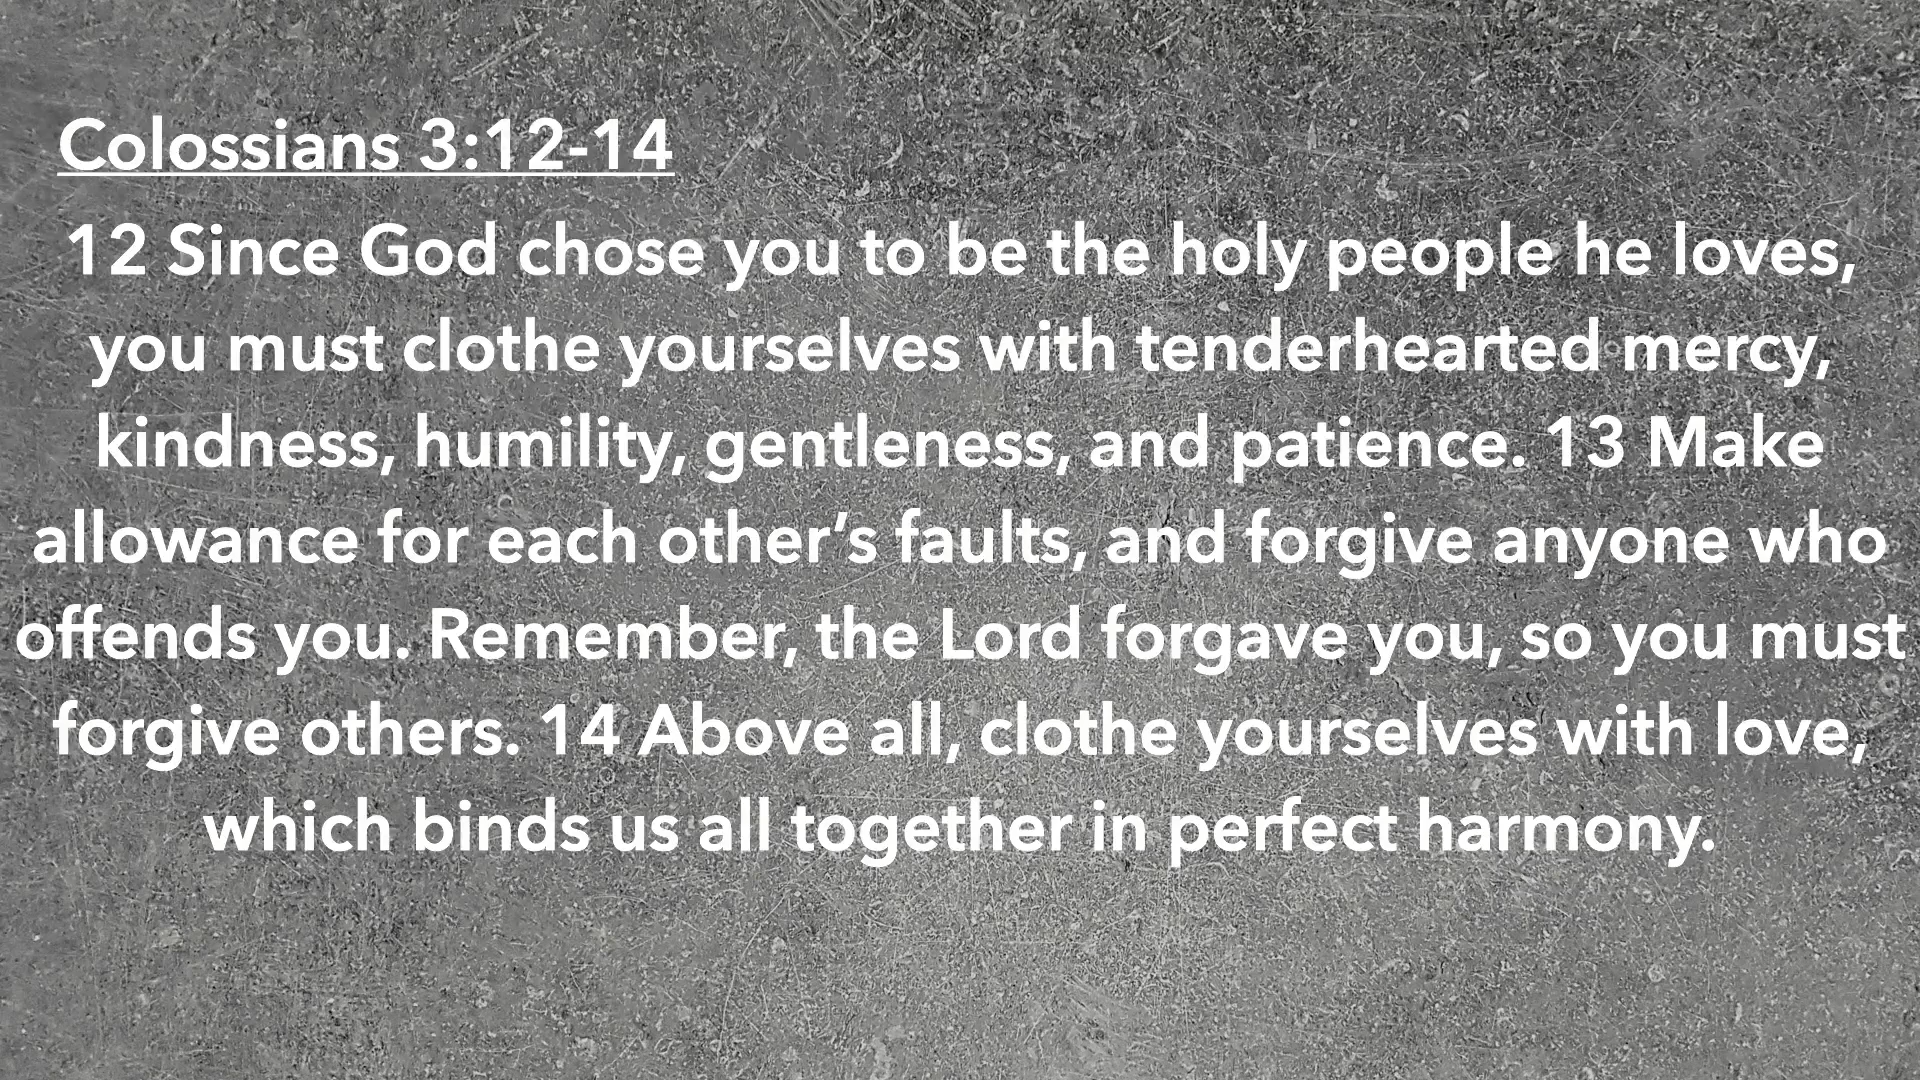 Colossians 3:12-14
12 Since God chose you to be the holy people he loves,
you must clothe yourselves with tenderhearted mercy,
kindness, humility, gentleness, and patience. 13 Make
allowance for each other’s faults, and forgive anyone who
offends you. Remember, the Lord forgave you, so you must
forgive others. 14 Above all, clothe yourselves with love,
which binds us all together in perfect harmony.